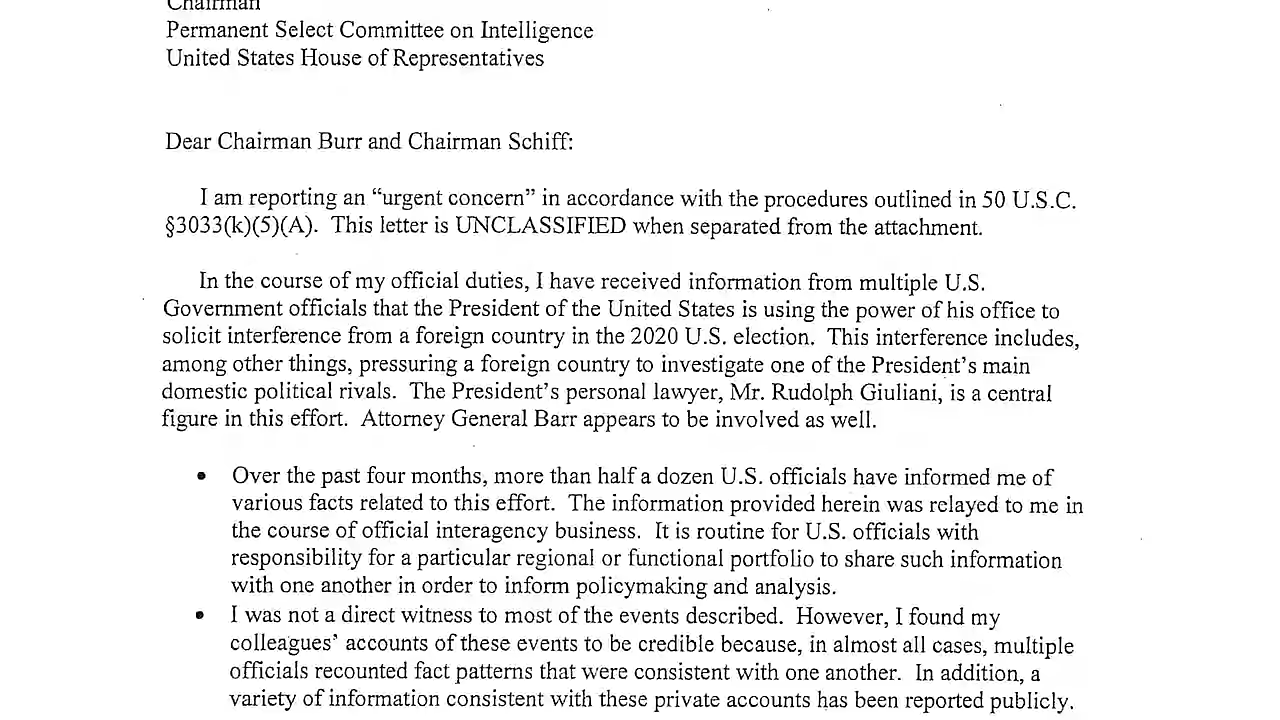 Chairman
Permanent Select Committee on Intelligence
United States House of Representatives
Dear Chairman Burr and Chairman Schiff:
I am reporting an “urgent concern” in accordance with the procedures outlined in 50 U.S.C.
§3033(k)(5)(A). This letter is UNCLASSIFIED when separated from the attachment.
In the course of my official duties, I have received information from multiple U.S.
Government officials that the President of the United States is using the power of his office to
solicit interference from a foreign country in the 2020 U.S. election. This interference includes,
among other things, pressuring a foreign country to investigate one of the President’s main
domestic political rivals. The President’s personal lawyer, Mr. Rudolph Giuliani, is a central
figure in this effort. Attorney General Barr appears to be involved as well.
• Over the past four months, more than half a dozen U.S. officials have informed me of
various facts related to this effort. The information provided herein was relayed to me in
the course of official interagency business. It is routine for U.S. officials with
responsibility for a particular regional or functional portfolio to share such information
with one another in order to inform policymaking and analysis.
• I was not a direct witness to most of the events described. However, I found my
colleagues’ accounts of these events to be credible because, in almost all cases, multiple
officials recounted fact patterns that were consistent with one another. In addition, a
variety of information consistent with these private accounts has been reported publicly.